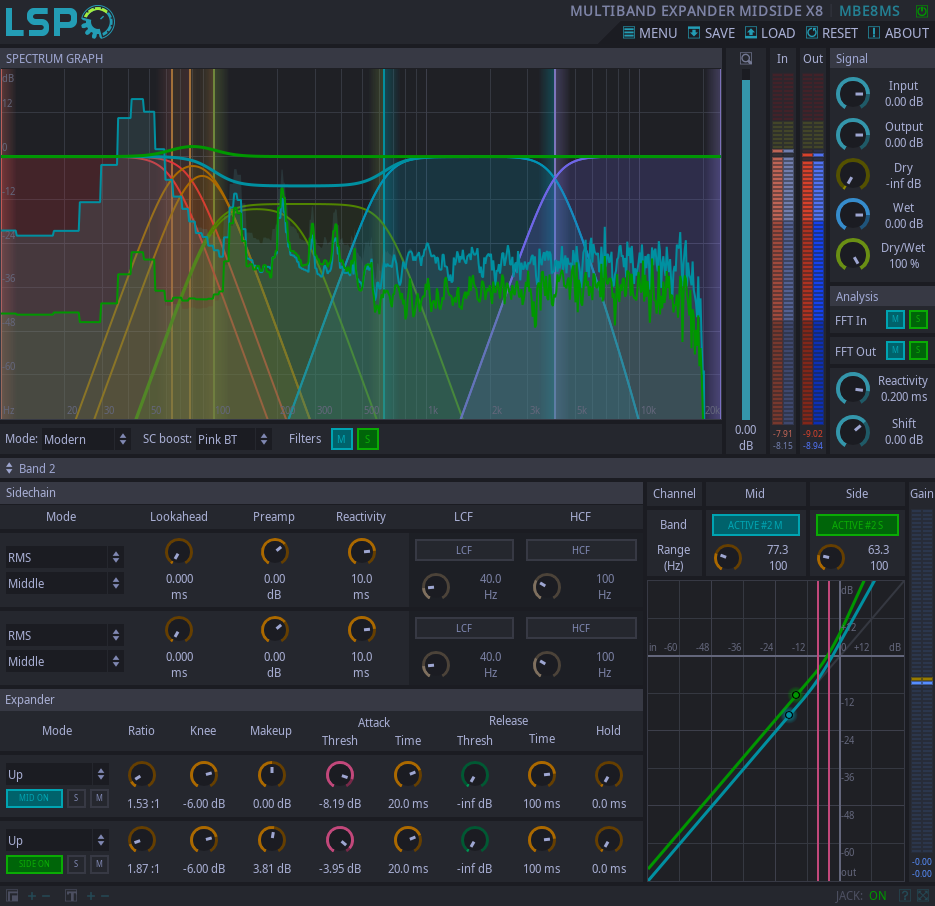 LSP
MULTIBAND EXPANDER MIDSIDE X8 MBE8MS
MENU SAVE LOAD RESET ABOUT
SPECTRUM GRAPH
In Out
Signal
dB
12
0
-12
-24
-36
-48
-60
Hz 20 30 50 100 200 300 500 1k 2k 3k 5k 10k 20k
0.00
dB
-7.91
-8.15
-9.02
-8.94
Input
0.00 dB
Output
0.00 dB
Dry
-inf dB
Wet
0.00 dB
Dry/Wet
100 %
Analysis
FFT In M S
FFT Out M S
Reactivity
0.200 ms
Shift
0.00 dB
Mode: Modern SC boost: Pink BT Filters M S
Band 2
Sidechain
Mode Lookahead Preamp Reactivity LCF HCF
RMS
Middle
0.000
ms
0.00
dB
10.0
ms
LCF
40.0
Hz
HCF
100
Hz
RMS
Middle
0.000
ms
0.00
dB
10.0
ms
LCF
40.0
Hz
HCF
100
Hz
Expander
Mode Ratio Knee Makeup Attack Release Hold
Thresh Time Thresh Time
Up
MID ON S M
1.53 :1 -6.00 dB 0.00 dB -8.19 dB 20.0 ms -inf dB 100 ms 0.0 ms
Up
SIDE ON S M
1.87 :1 -6.00 dB 3.81 dB -3.95 dB 20.0 ms -inf dB 100 ms 0.0 ms
Channel Mid Side Gain
Band ACTIVE #2 M ACTIVE #2 S
Range
(Hz)
77.3
100
63.3
100
dB
+12
in -60 -48 -36 -24 -12 0 +12 dB
-12
-24
-36
-48
-60
out
-0.00
-0.00
JACK: ON